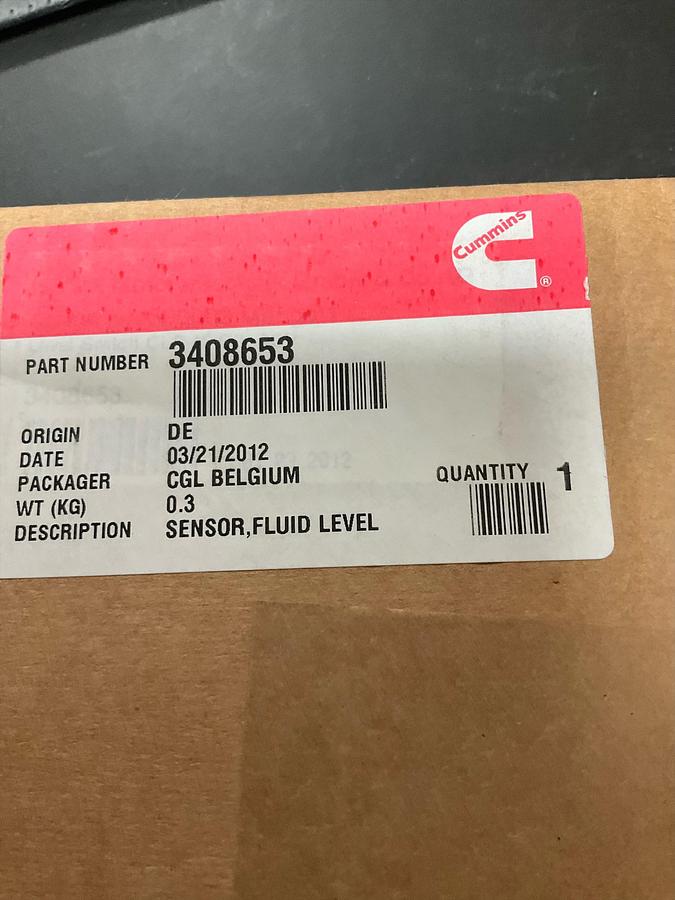 Cummins
®
PART NUMBER 3408653
ORIGIN DE
DATE 03/21/2012
PACKAGER CGL BELGIUM
QUANTITY 1
WT (KG) 0.3
DESCRIPTION SENSOR,FLUID LEVEL